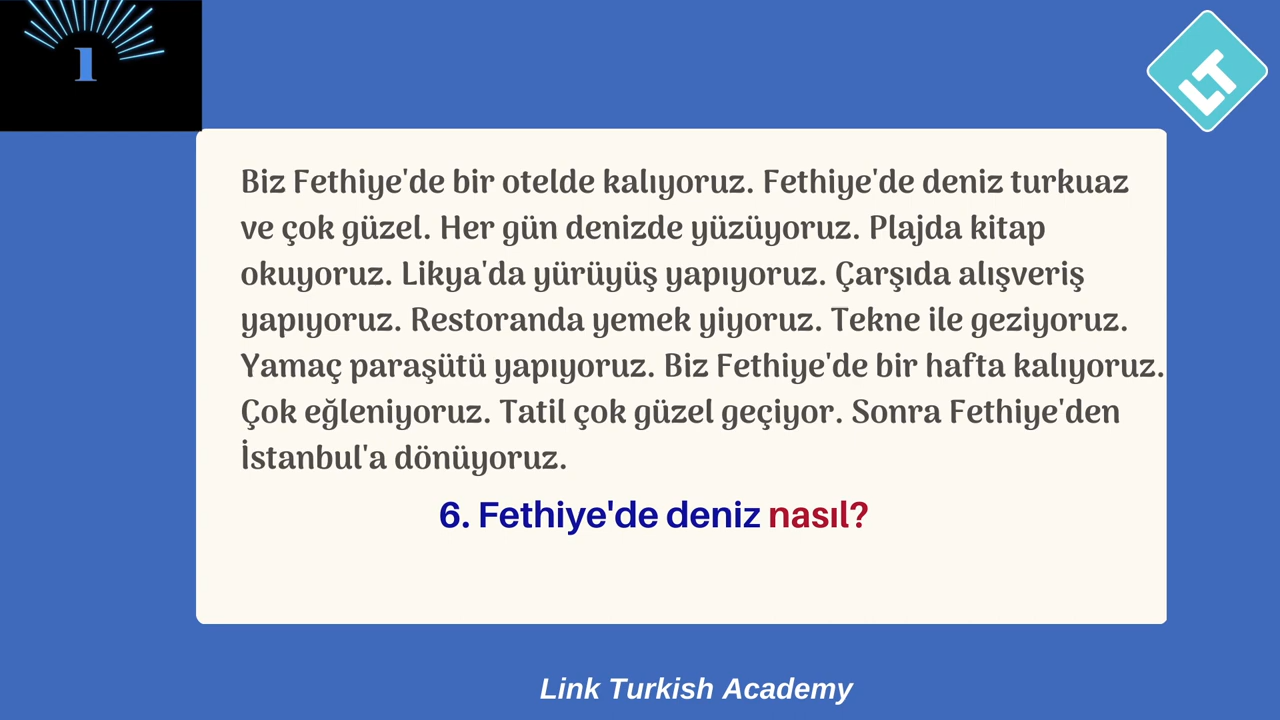 1
LT
Biz Fethiye'de bir otelde kalıyoruz. Fethiye'de deniz turkuaz
ve çok güzel. Her gün denizde yüzüyoruz. Plajda kitap
okuyoruz. Likya'da yürüyüş yapıyoruz. Çarşıda alışveriş
yapıyoruz. Restoranda yemek yiyoruz. Tekne ile geziyoruz.
Yamaç paraşütü yapıyoruz. Biz Fethiye'de bir hafta kalıyoruz.
Çok eğleniyoruz. Tatil çok güzel geçiyor. Sonra Fethiye'den
İstanbul'a dönüyoruz.
6. Fethiye'de deniz nasıl?
Link Turkish Academy